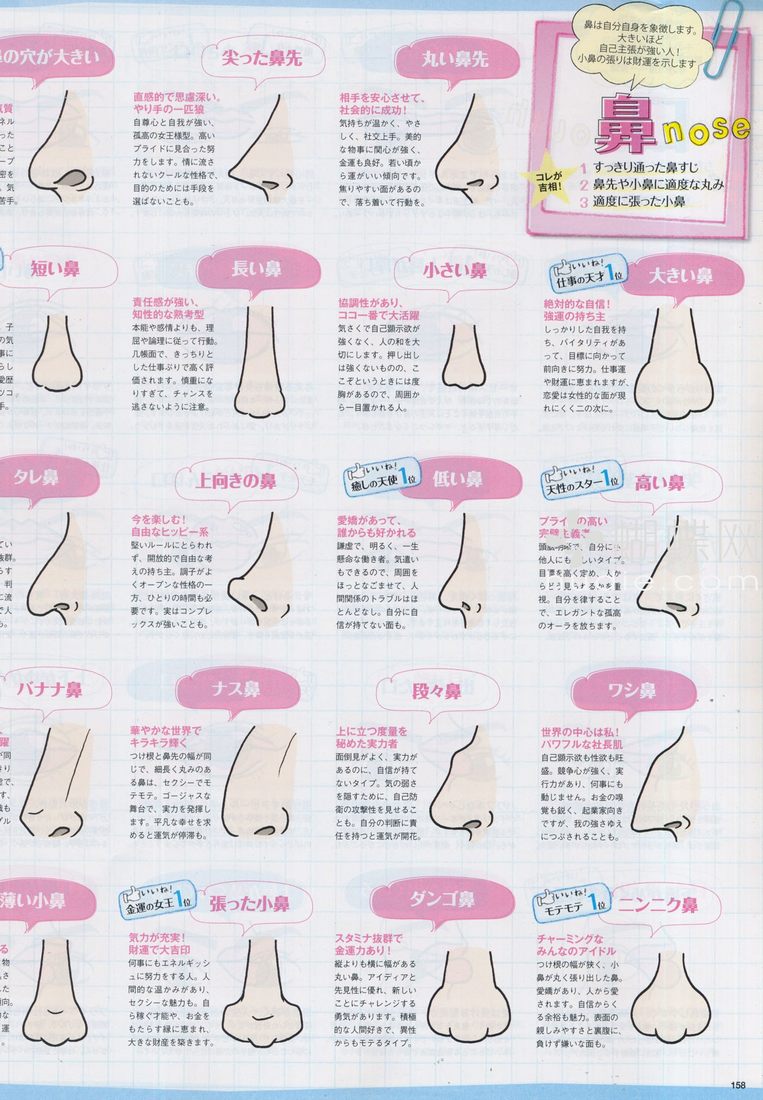 鼻は自分自身を象徴します。
大きいほど
自己主張が強い人！
小鼻の張りは財運を示します
鼻 nose
コレが
吉相！
1 すっきり通った鼻すじ
2 鼻先や小鼻に適度な丸み
3 適度に張った小鼻
丸い鼻先
相手を安心させて、
社会的に成功！
気持ちが温かく、やさ
しく、社交上手。美的
な物事に関心が強く、
金運も良好。若い頃か
ら運がいい傾向です。
焦りやすい面があるの
で、落ち着いて行動を。
尖った鼻先
直感的で思慮深い。
やり手の一匹狼
自尊心と自我が強い、
孤高の女王様型。高い
プライドに見合った努
力をします。情に流さ
れないクールな性格で、
目的のためには手段を
選ばないことも。
の穴が大きい
大きい鼻
いいね！
仕事の天才1位
絶対的な自信！
強運の持ち主
しっかりした自我を持
ち、バイタリティがあ
って、目標に向かって
前向きに努力。仕事運
や財運に恵まれますが、
恋愛は女性的な面が現
れにくく二の次に。
小さい鼻
協調性があり、
ココ一番で大活躍
気さくで自己顕示欲が
強くなく、人の和を大
切にします。押し出し
は強くないものの、こ
こぞというときには度
胸があるので、周囲か
ら一目置かれる人。
長い鼻
責任感が強い、
知性的な熟考型
本能や感情よりも、理
屈や論理に従って行動。
几帳面で、きっちりと
した仕事ぶりで高く評
価されます。慎重にな
りすぎて、チャンスを
逃さないように注意。
短い鼻
高い鼻
いいね！
天性のスター1位
他人にも
視。自分を律すること
で、エレガントな孤高
のオーラを放ちます。
低い鼻
いいね！
癒しの天使1位
愛嬌があって、
誰からも好かれる
謙虚で、明るく、一生
懸命な働き者。気遣い
もできるので、周囲を
ほっとなごませて、人
間関係のトラブルはほ
とんどなし。自分に自
信が持てない面も。
上向きの鼻
今を楽しむ！
自由なヒッピー系
堅いルールにとらわれ
ず、開放的で自由な考
えの持ち主。調子がよ
くオープンな性格の一
方、ひとりの時間も必
要です。実はコンプレ
ックスが強いことも。
タレ鼻
ワシ鼻
世界の中心は私！
パワフルな社長肌
自己顕示欲も性欲も旺
盛。競争心が強く、実
行力があり、何事にも
動じません。お金の嗅
覚も鋭く、起業家向き
ですが、我の強さゆえ
につぶされることも。
段々鼻
上に立つ度量を
秘めた実力者
面倒見がよく、実力が
あるのに、自信が持て
ないタイプ。気の弱さ
を隠すために、自己防
衛の攻撃性を見せるこ
とも。自分の判断に責
任を持つと運気が開花。
ナス鼻
華やかな世界で
キラキラ輝く
つけ根と鼻先の幅が同
じで、細長く丸みのあ
る鼻は、セクシーでモ
テモテ。ゴージャスな
舞台で、実力を発揮し
ます。平凡な幸せを求
めると運気が停滞も。
バナナ鼻
ニンニク鼻
いいね！
モテモテ1位
チャーミングな
みんなのアイドル
つけ根の幅が狭く、小
鼻が丸く張り出した鼻。
愛嬌があり、人から愛
されます。自信からく
る余裕も魅力。表面の
親しみやすさと裏腹に、
負けず嫌いな面も。
ダンゴ鼻
スタミナ抜群で
金運力あり！
縦よりも横に幅がある
丸い鼻。アイディアと
先見性に優れ、新しい
ことにチャレンジする
勇気があります。積極
的な人間好きで、異性
からもモテるタイプ。
張った小鼻
いいね！
金運の女王1位
気力が充実！
財運で大吉印
何事にもエネルギッシ
ュに努力をする人。人
間的な温かみがあり、
セクシーな魅力も。自
ら稼ぐ才能や、お金を
もたらす縁に恵まれ、
大きな財産を築きます。
薄い小鼻
158